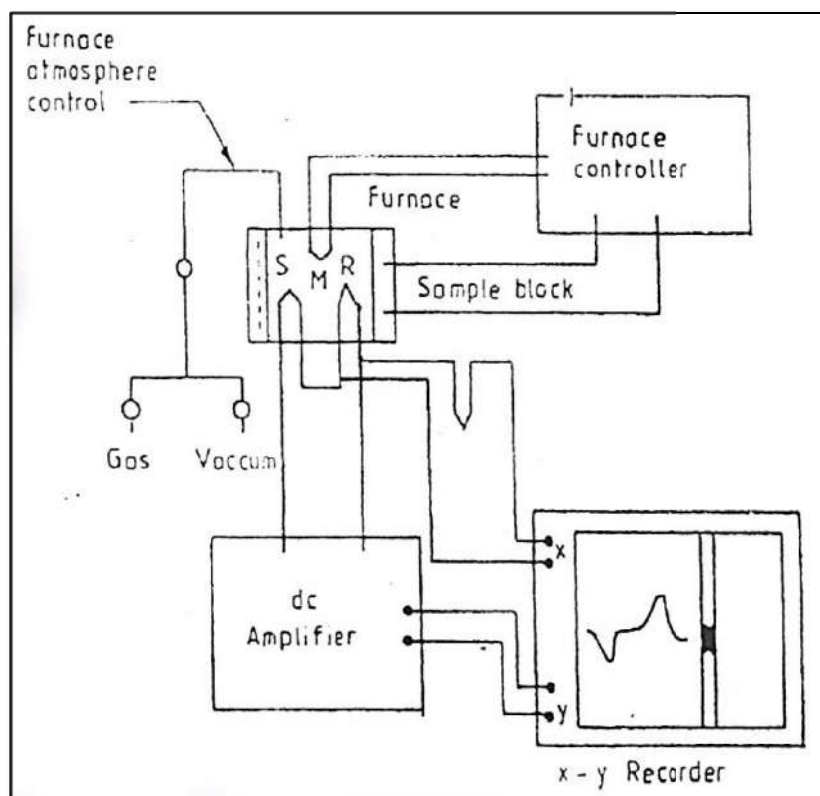 Furnace
atmosphere
control
Furnace
controller
Furnace
S
M
R
Sample block
Gas
Vaccum
dc
Amplifier
x
y
x - y Recorder